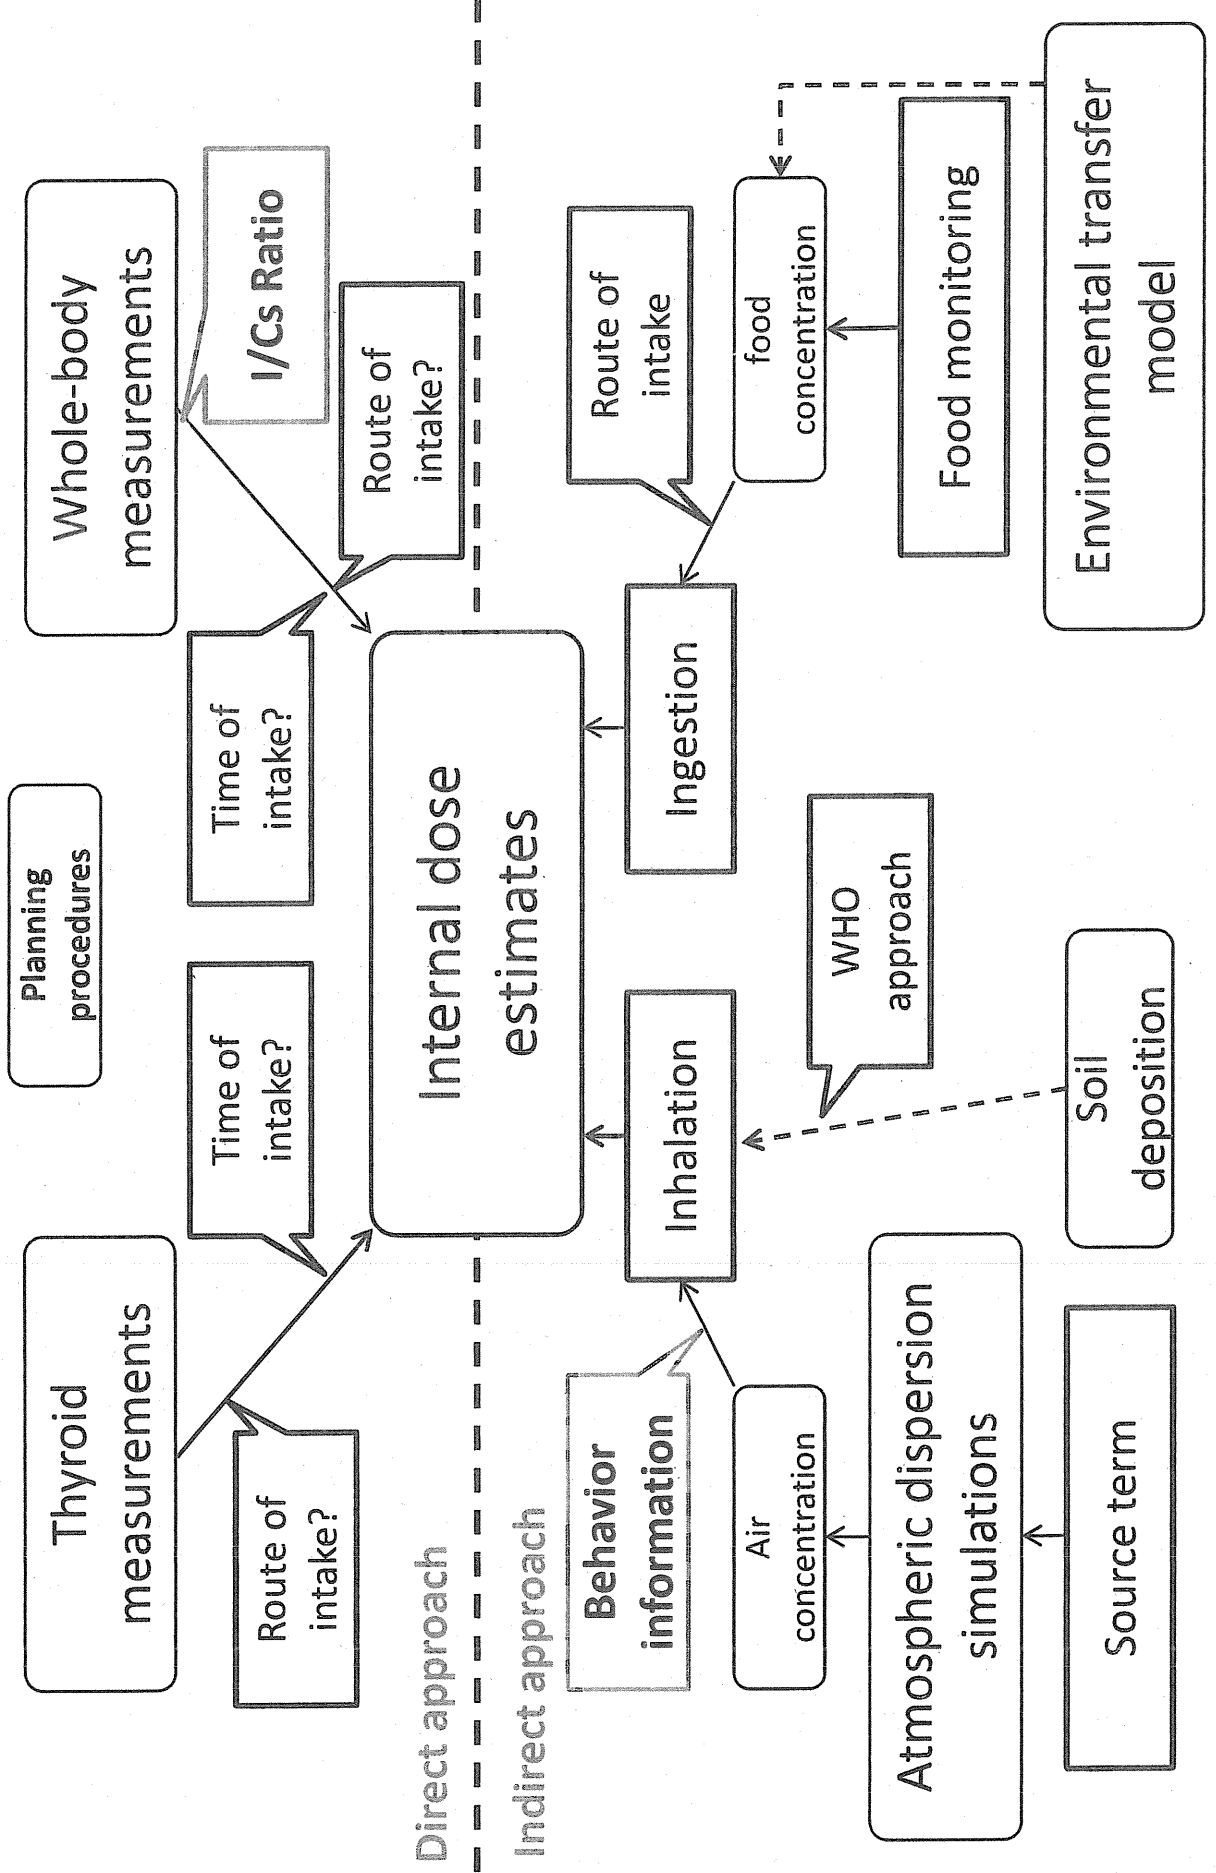 Planning
procedures
Thyroid
measurements
Whole-body
measurements
Time of
intake?
Time of
intake?
I/Cs Ratio
Route of
intake?
Route of
intake?
Direct approach
Internal dose
estimates
Indirect approach
Behavior
information
Route of
intake
Inhalation
Ingestion
Air
concentration
food
concentration
WHO
approach
Atmospheric dispersion
simulations
Food monitoring
Source term
Soil
deposition
Environmental transfer
model